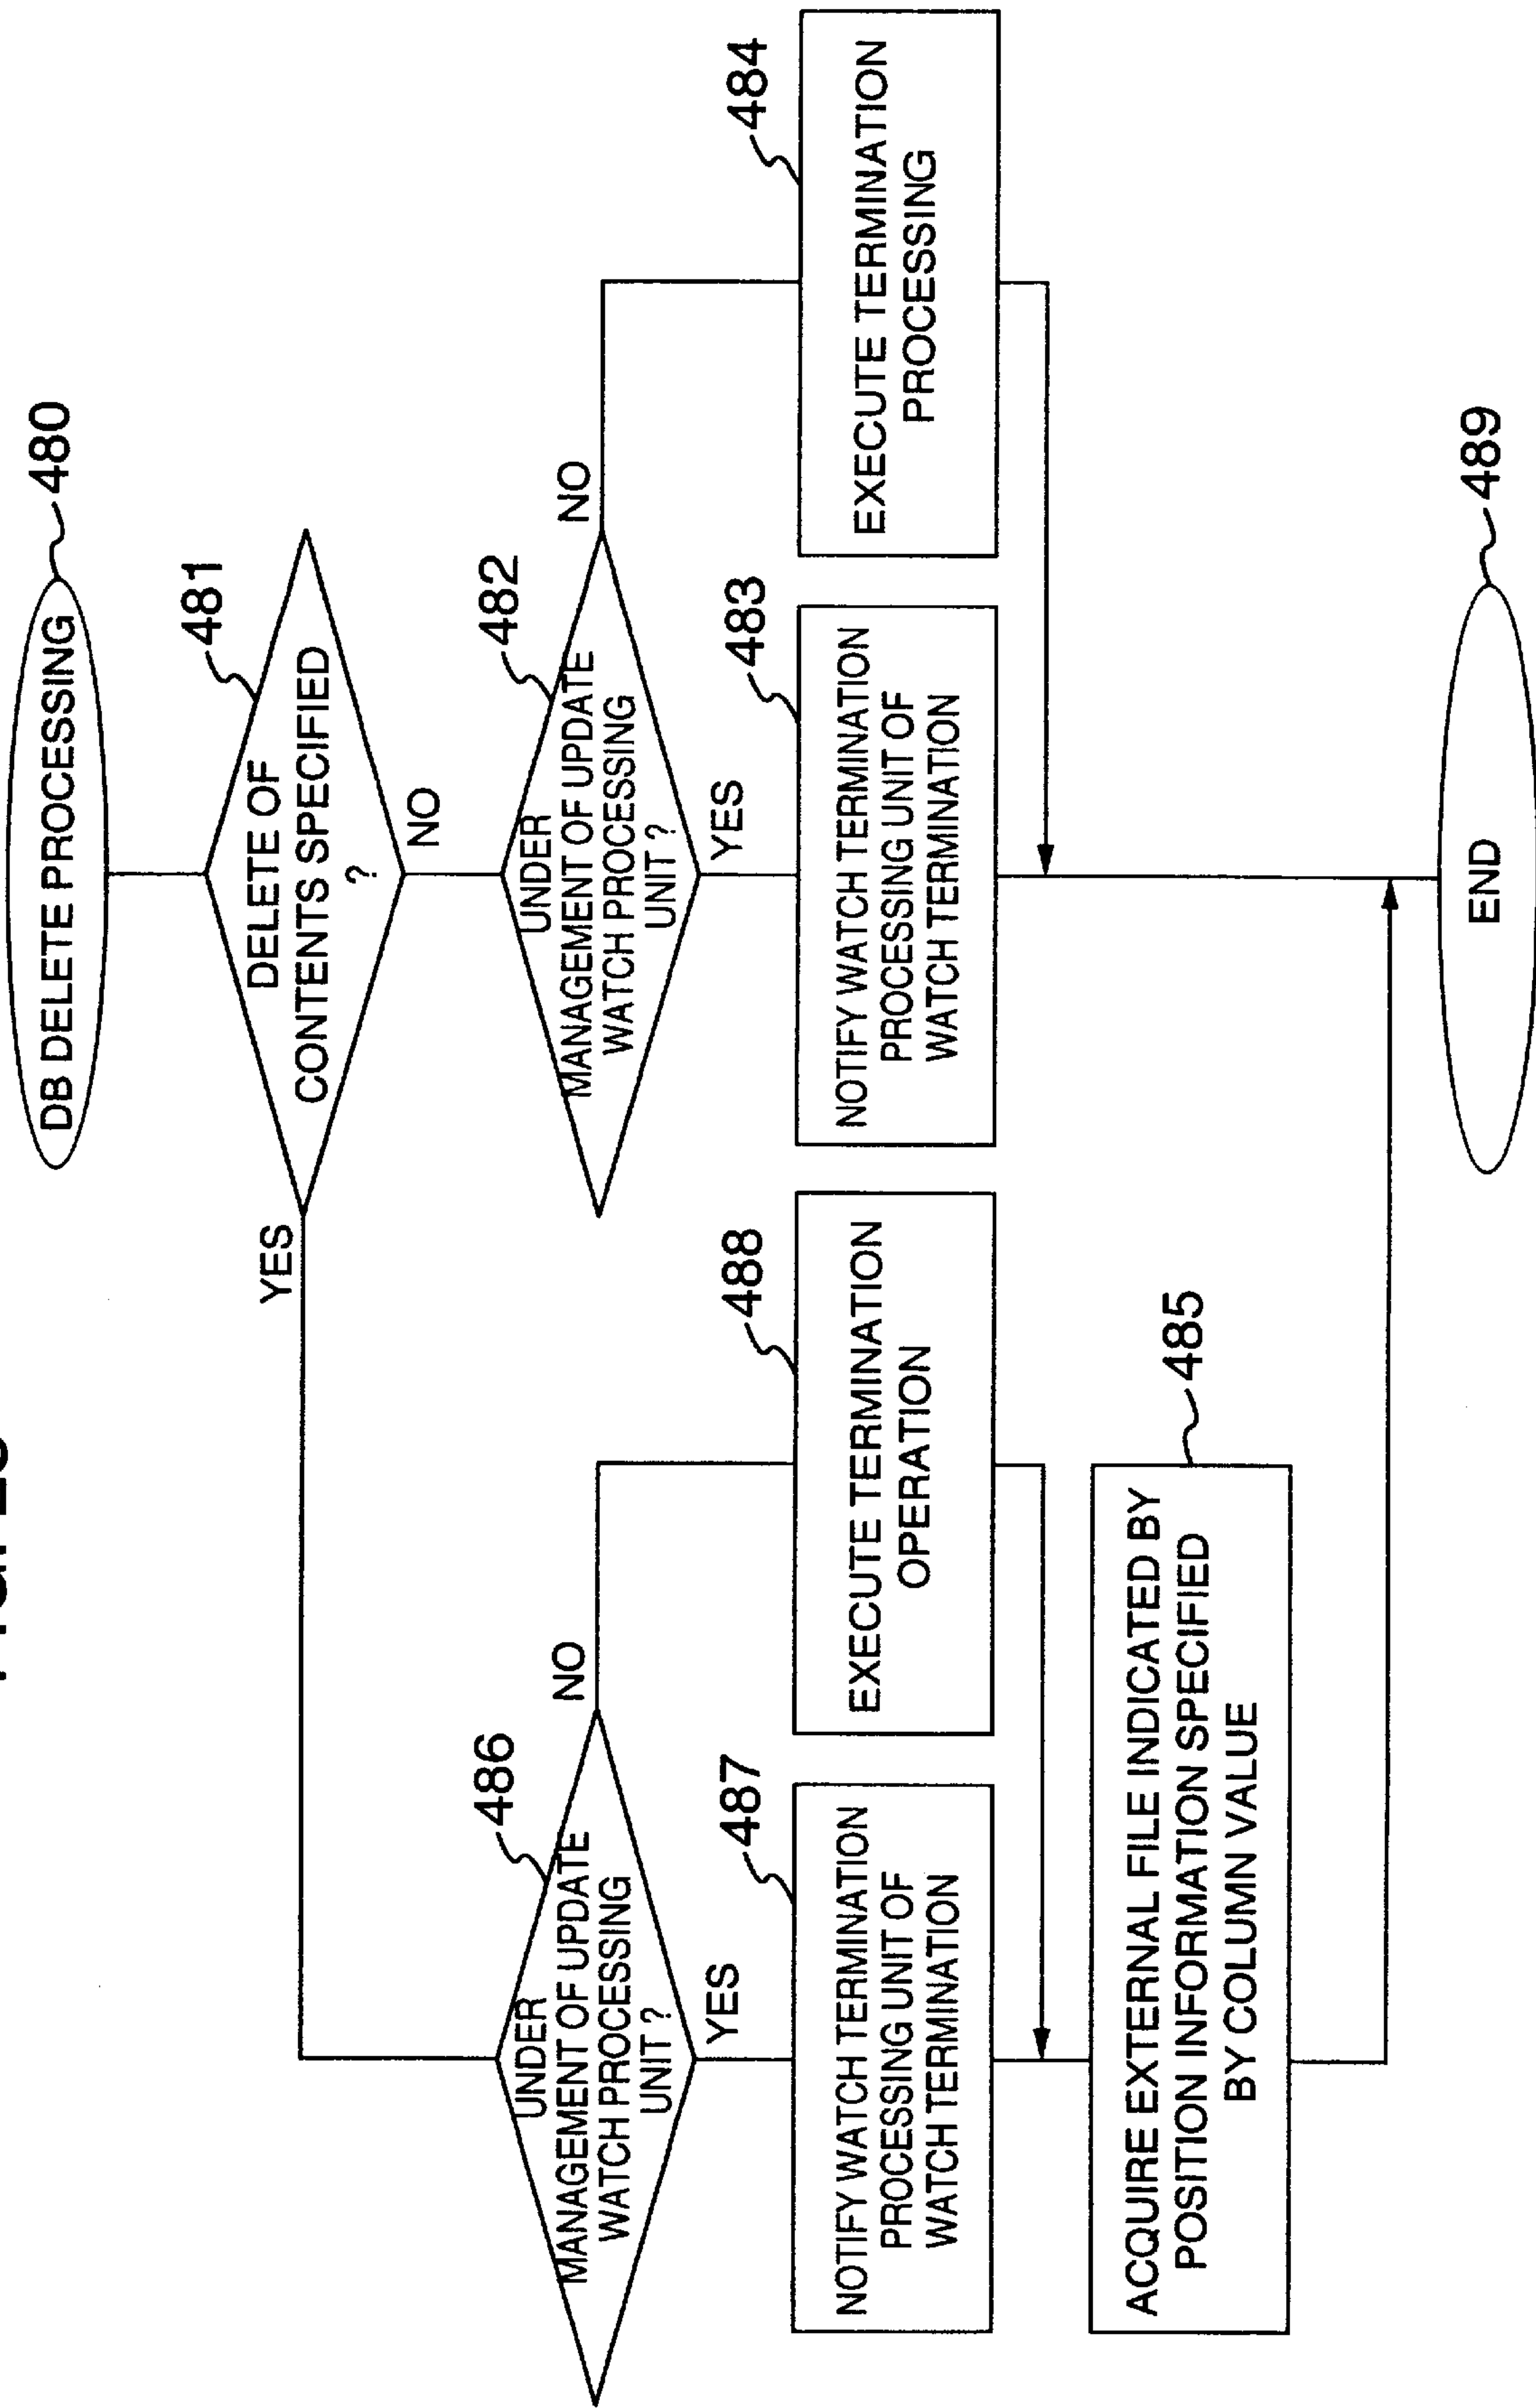 DB DELETE PROCESSING
480
DELETE OF
CONTENTS SPECIFIED
?
481
YES
NO
UNDER
MANAGEMENT OF UPDATE
WATCH PROCESSING
UNIT ?
486
NO
YES
UNDER
MANAGEMENT OF UPDATE
WATCH PROCESSING
UNIT ?
482
NO
YES
NOTIFY WATCH TERMINATION
PROCESSING UNIT OF
WATCH TERMINATION
487
EXECUTE TERMINATION
OPERATION
488
NOTIFY WATCH TERMINATION
PROCESSING UNIT OF
WATCH TERMINATION
483
EXECUTE TERMINATION
PROCESSING
484
ACQUIRE EXTERNAL FILE INDICATED BY
POSITION INFORMATION SPECIFIED
BY COLUMN VALUE
485
END
489